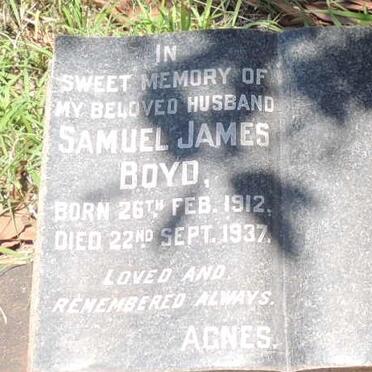 IN
SWEET MEMORY OF
MY BELOVED HUSBAND
SAMUEL JAMES
BOYD,
BORN 26TH FEB. 1912,
DIED 22ND SEPT. 1937.
LOVED AND
REMEMBERED ALWAYS.
AGNES.